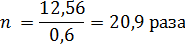 n = 12,56 / 0,6 = 20,9 раза